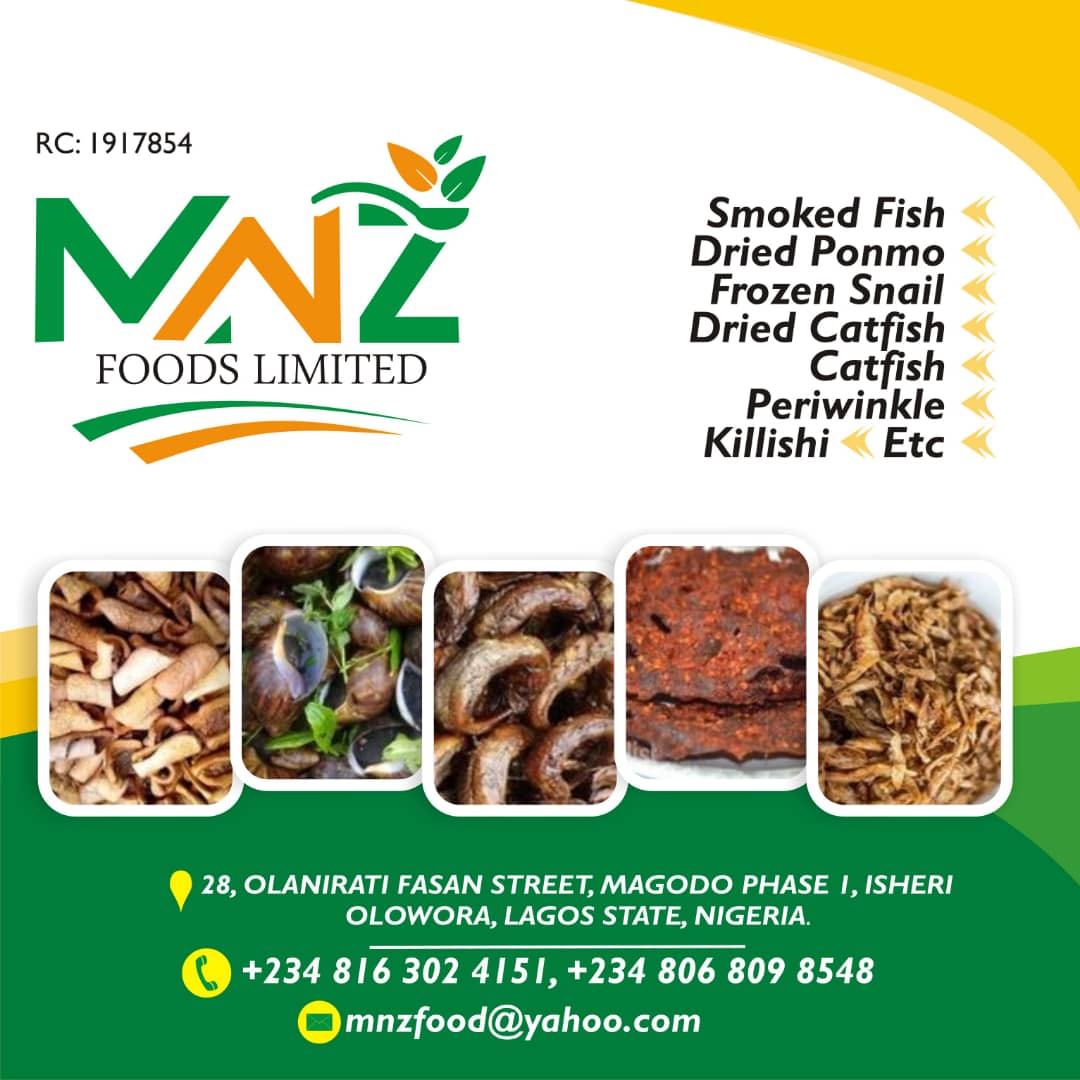 RC: 1917854
MNZ
FOODS LIMITED
Smoked Fish
Dried Ponmo
Frozen Snail
Dried Catfish
Catfish
Periwinkle
Killishi Etc
28, OLANIRATI FASAN STREET, MAGODO PHASE 1, ISHERI
OLOWORA, LAGOS STATE, NIGERIA.
+234 816 302 4151, +234 806 809 8548
mnzfood@yahoo.com